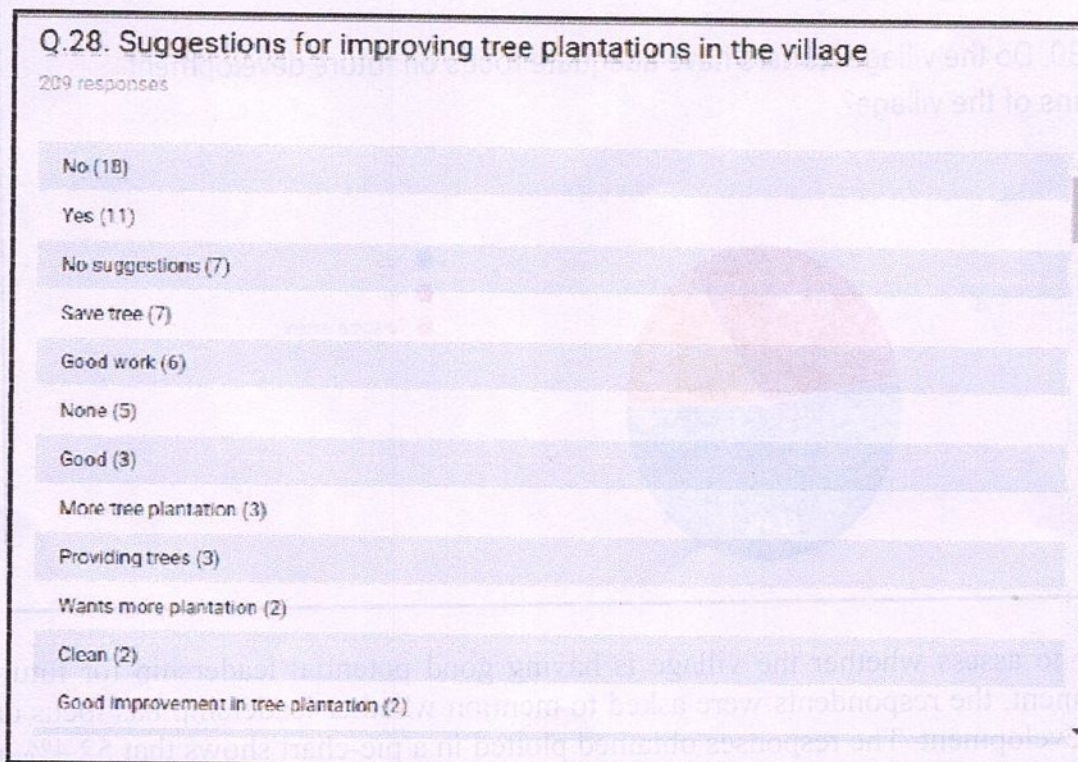 Q.28. Suggestions for improving tree plantations in the village
209 responses
No (18)
Yes (11)
No suggestions (7)
Save tree (7)
Good work (6)
None (5)
Good (3)
More tree plantation (3)
Providing trees (3)
Wants more plantation (2)
Clean (2)
Good improvement in tree plantation (2)